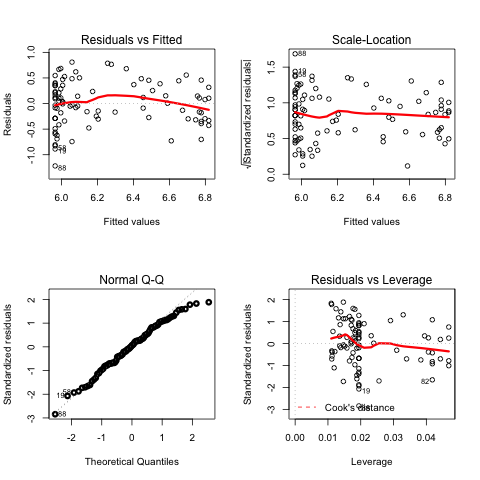 Residuals vs Fitted
Residuals
1.0
0.5
0.0
-1.0
58
19
88
6.0 6.2 6.4 6.6 6.8
Fitted values
Scale-Location
√|Standardized residuals|
1.5
1.0
0.5
0.0
88
19
58
6.0 6.2 6.4 6.6 6.8
Fitted values
Normal Q-Q
Standardized residuals
2
1
0
-1
-2
-3
58
19
88
-2 -1 0 1 2
Theoretical Quantiles
Residuals vs Leverage
Standardized residuals
2
1
0
-1
-2
-3
82
19
Cook's distance
0.00 0.01 0.02 0.03 0.04
Leverage